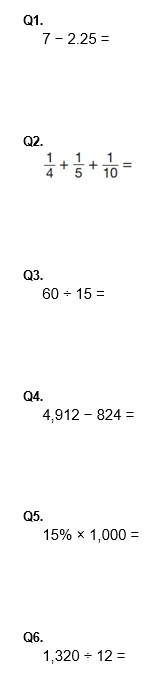 Q1.
7 − 2.25 =
Q2.
1/4 + 1/5 + 1/10 =
Q3.
60 ÷ 15 =
Q4.
4,912 − 824 =
Q5.
15% × 1,000 =
Q6.
1,320 ÷ 12 =